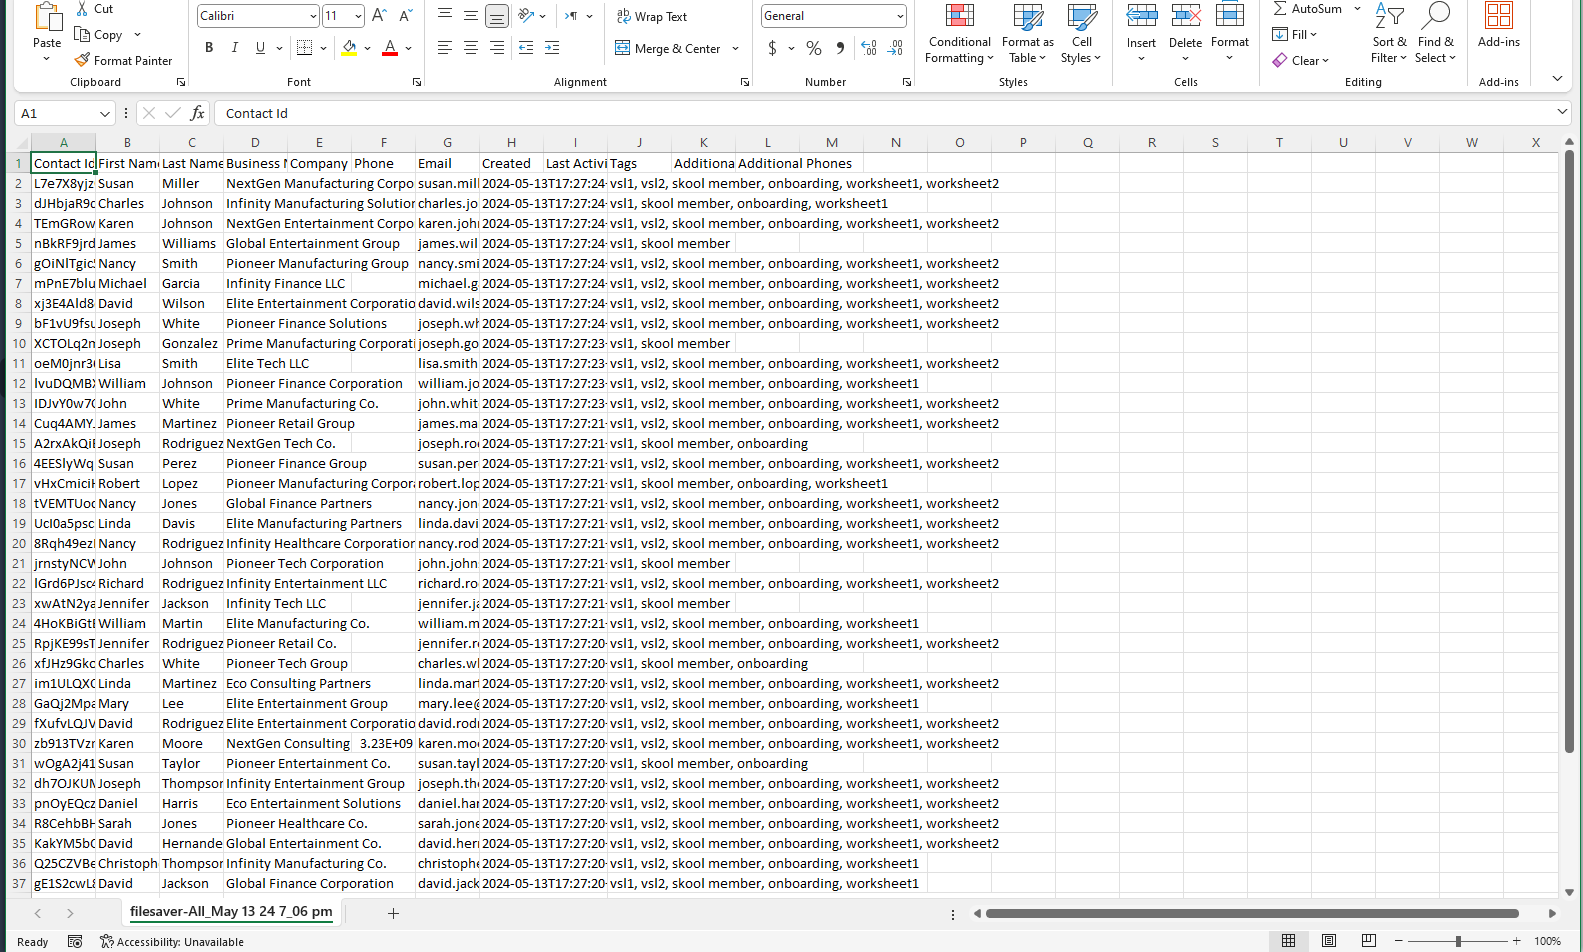 Cut
Calibri 11 Wrap Text General AutoSum
Copy
Paste B I U Merge & Center $ % Conditional Formatting Format as Table Cell Styles Insert Delete Format Fill Sort & Filter Find & Select Add-ins
Format Painter Clear
Clipboard Font Alignment Number Styles Cells Editing Add-ins
A1 fx Contact Id
A B C D E F G H I J K L M N O P Q R S T U V W X
1 Contact Id First Name Last Name Business N Company Phone Email Created Last Activi Tags Additiona Additional Phones
2 L7e7X8yjz Susan Miller NextGen Manufacturing Corpo susan.mill 2024-05-13T17:27:24- vsl1, vsl2, skool member, onboarding, worksheet1, worksheet2
3 dJHbjaR9c Charles Johnson Infinity Manufacturing Solution charles.jo 2024-05-13T17:27:24- vsl1, skool member, onboarding, worksheet1
4 TEmGRow Karen Johnson NextGen Entertainment Corpo karen.john 2024-05-13T17:27:24- vsl1, vsl2, skool member, onboarding, worksheet1, worksheet2
5 nBkRF9jrd James Williams Global Entertainment Group james.wil 2024-05-13T17:27:24- vsl1, skool member
6 gOiNlTgic Nancy Smith Pioneer Manufacturing Group nancy.smi 2024-05-13T17:27:24- vsl1, vsl2, skool member, onboarding, worksheet1, worksheet2
7 mPnE7blu Michael Garcia Infinity Finance LLC michael.g 2024-05-13T17:27:24- vsl1, vsl2, skool member, onboarding, worksheet1, worksheet2
8 xj3E4Ald8 David Wilson Elite Entertainment Corporatio david.wils 2024-05-13T17:27:24- vsl1, vsl2, skool member, onboarding, worksheet1, worksheet2
9 bF1vU9fsu Joseph White Pioneer Finance Solutions joseph.wh 2024-05-13T17:27:24- vsl1, vsl2, skool member, onboarding, worksheet1, worksheet2
10 XCTOLq2n Joseph Gonzalez Prime Manufacturing Corporati joseph.go 2024-05-13T17:27:23- vsl1, skool member
11 oeM0jnr3 Lisa Smith Elite Tech LLC lisa.smith 2024-05-13T17:27:23- vsl1, vsl2, skool member, onboarding, worksheet1, worksheet2
12 lvuDQMB William Johnson Pioneer Finance Corporation william.jo 2024-05-13T17:27:23- vsl1, vsl2, skool member, onboarding, worksheet1
13 IDJvY0w7 John White Prime Manufacturing Co. john.whit 2024-05-13T17:27:23- vsl1, vsl2, skool member, onboarding, worksheet1, worksheet2
14 Cuq4AMY. James Martinez Pioneer Retail Group james.ma 2024-05-13T17:27:21- vsl1, vsl2, skool member, onboarding, worksheet1, worksheet2
15 A2rxAkQi Joseph Rodriguez NextGen Tech Co. joseph.ro 2024-05-13T17:27:21- vsl1, skool member, onboarding
16 4EESlyWq Susan Perez Pioneer Finance Group susan.per 2024-05-13T17:27:21- vsl1, vsl2, skool member, onboarding, worksheet1, worksheet2
17 vHxCmici Robert Lopez Pioneer Manufacturing Corpora robert.lop 2024-05-13T17:27:21- vsl1, skool member, onboarding, worksheet1
18 tVEMTUoc Nancy Jones Global Finance Partners nancy.jon 2024-05-13T17:27:21- vsl1, vsl2, skool member, onboarding, worksheet1, worksheet2
19 UcI0a5psc Linda Davis Elite Manufacturing Partners linda.davi 2024-05-13T17:27:21- vsl1, vsl2, skool member, onboarding, worksheet1, worksheet2
20 8Rqh49ez Nancy Rodriguez Infinity Healthcare Corporation nancy.rod 2024-05-13T17:27:21- vsl1, vsl2, skool member, onboarding, worksheet1, worksheet2
21 jrnstyNCW John Johnson Pioneer Tech Corporation john.john 2024-05-13T17:27:21- vsl1, skool member
22 lGrd6PJsc4 Richard Rodriguez Infinity Entertainment LLC richard.ro 2024-05-13T17:27:21- vsl1, vsl2, skool member, onboarding, worksheet1, worksheet2
23 xwAtN2ya Jennifer Jackson Infinity Tech LLC jennifer.ja 2024-05-13T17:27:21- vsl1, skool member
24 4HoKBiGt William Martin Elite Manufacturing Co. william.m 2024-05-13T17:27:21- vsl1, vsl2, skool member, onboarding, worksheet1
25 RpjKE99sT Jennifer Rodriguez Pioneer Retail Co. jennifer.r 2024-05-13T17:27:20- vsl1, vsl2, skool member, onboarding, worksheet1, worksheet2
26 xfJHz9Gkc Charles White Pioneer Tech Group charles.wl 2024-05-13T17:27:20- vsl1, skool member, onboarding
27 im1ULQXC Linda Martinez Eco Consulting Partners linda.mar 2024-05-13T17:27:20- vsl1, vsl2, skool member, onboarding, worksheet1, worksheet2
28 GaQj2Mpa Mary Lee Elite Entertainment Group mary.lee@ 2024-05-13T17:27:20- vsl1, vsl2, skool member, onboarding, worksheet1
29 fXufvLQJV David Rodriguez Elite Entertainment Corporatio david.rodr 2024-05-13T17:27:20- vsl1, vsl2, skool member, onboarding, worksheet1, worksheet2
30 zb913TVzr Karen Moore NextGen Consulting 3.23E+09 karen.moo 2024-05-13T17:27:20- vsl1, vsl2, skool member, onboarding, worksheet1, worksheet2
31 wOgA2j41 Susan Taylor Pioneer Entertainment Co. susan.tayl 2024-05-13T17:27:20- vsl1, skool member, onboarding
32 dh7OJKUM Joseph Thompson Infinity Entertainment Group joseph.th 2024-05-13T17:27:20- vsl1, vsl2, skool member, onboarding, worksheet1, worksheet2
33 pnOyEQcz Daniel Harris Eco Entertainment Solutions daniel.har 2024-05-13T17:27:20- vsl1, vsl2, skool member, onboarding, worksheet1, worksheet2
34 R8CehbBH Sarah Jones Pioneer Healthcare Co. sarah.jone 2024-05-13T17:27:20- vsl1, vsl2, skool member, onboarding, worksheet1, worksheet2
35 KakYM5bC David Hernande Global Entertainment Co. david.her 2024-05-13T17:27:20- vsl1, vsl2, skool member, onboarding, worksheet1, worksheet2
36 Q25CZVBe Christoph Thompson Infinity Manufacturing Co. christophe 2024-05-13T17:27:20- vsl1, vsl2, skool member, onboarding, worksheet1
37 gE1S2cwL8 David Jackson Global Finance Corporation david.jack 2024-05-13T17:27:20- vsl1, vsl2, skool member, onboarding, worksheet1
filesaver-All_May 13 24 7_06 pm
Ready Accessibility: Unavailable 100%